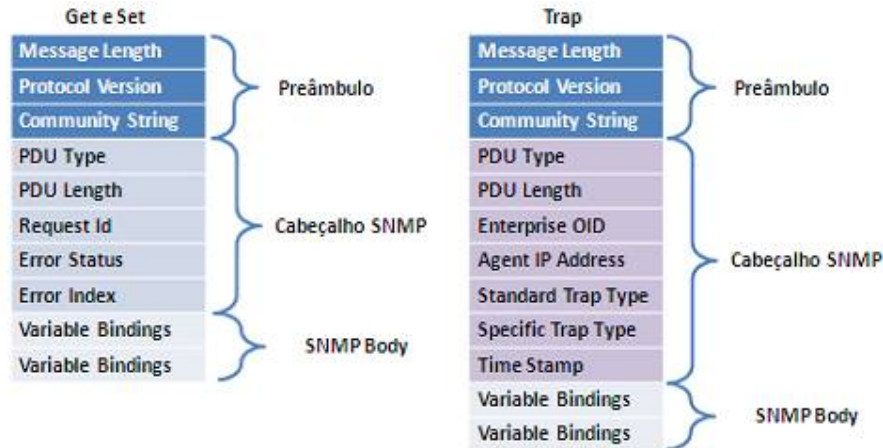 Get e Set
Message Length
Protocol Version
Community String
Preâmbulo
PDU Type
PDU Length
Request Id
Error Status
Error Index
Cabeçalho SNMP
Variable Bindings
Variable Bindings
SNMP Body
Trap
Message Length
Protocol Version
Community String
Preâmbulo
PDU Type
PDU Length
Enterprise OID
Agent IP Address
Standard Trap Type
Specific Trap Type
Time Stamp
Cabeçalho SNMP
Variable Bindings
Variable Bindings
SNMP Body